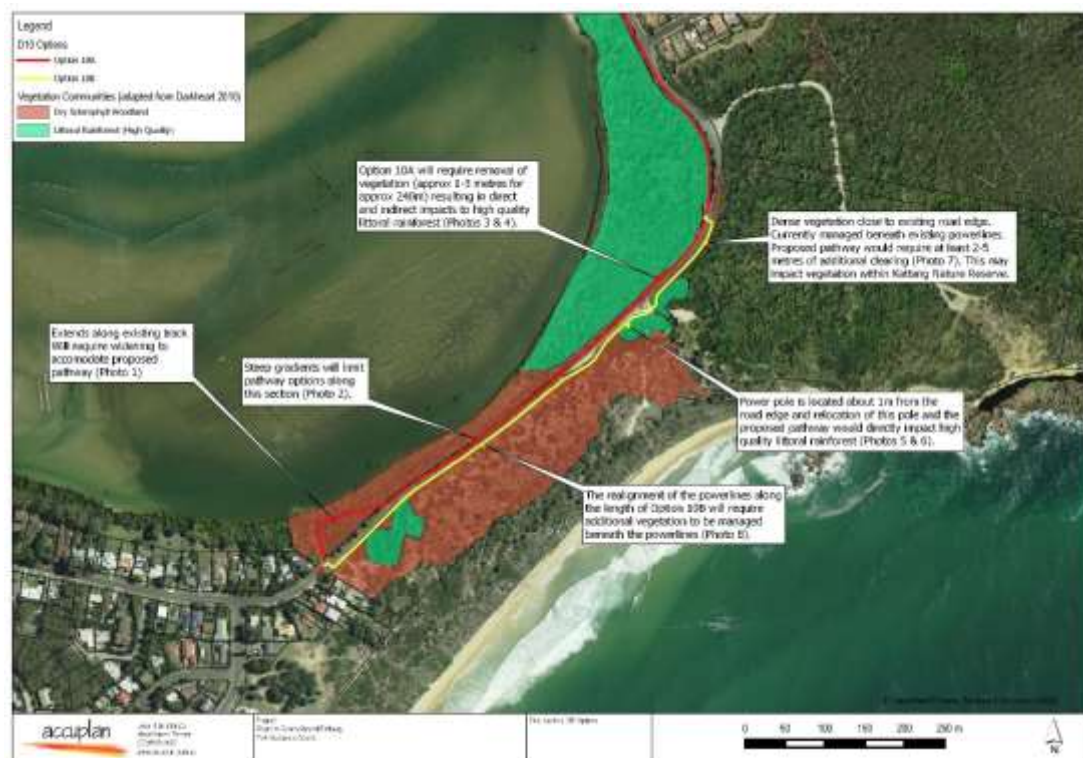 Legend
Options
Option 10A
Option 10B
Vegetation Communities (adapted from Darkheart 2010)
Dry Sclerophyll Woodland
Littoral Rainforest (High Quality)
Option 10A will require removal of
vegetation (approx metres for
approx 240m) resulting in direct
and indirect impacts to high quality
littoral rainforest (Photos 3 & 4).
Dense vegetation close to existing road edge.
Currently managed beneath existing powerlines.
Proposed pathway would require at least 2-5
metres of additional clearing (Photo 7). This may
impact vegetation within Kattang Nature Reserve.
Extends along existing track
Will require widening to
accomodate proposed
pathway (Photo 1)
Steep gradients will limit
pathway options along
this section (Photo 2).
Power pole is located about 1m from the
road edge and relocation of this pole and the
proposed pathway would directly impact high
quality littoral rainforest (Photos 5 & 6).
The realignment of the powerlines along
the length of Option 10B will require
additional vegetation to be managed
beneath the powerlines (Photo 8).
accuplan
0 50 100 150 200 250 m
N